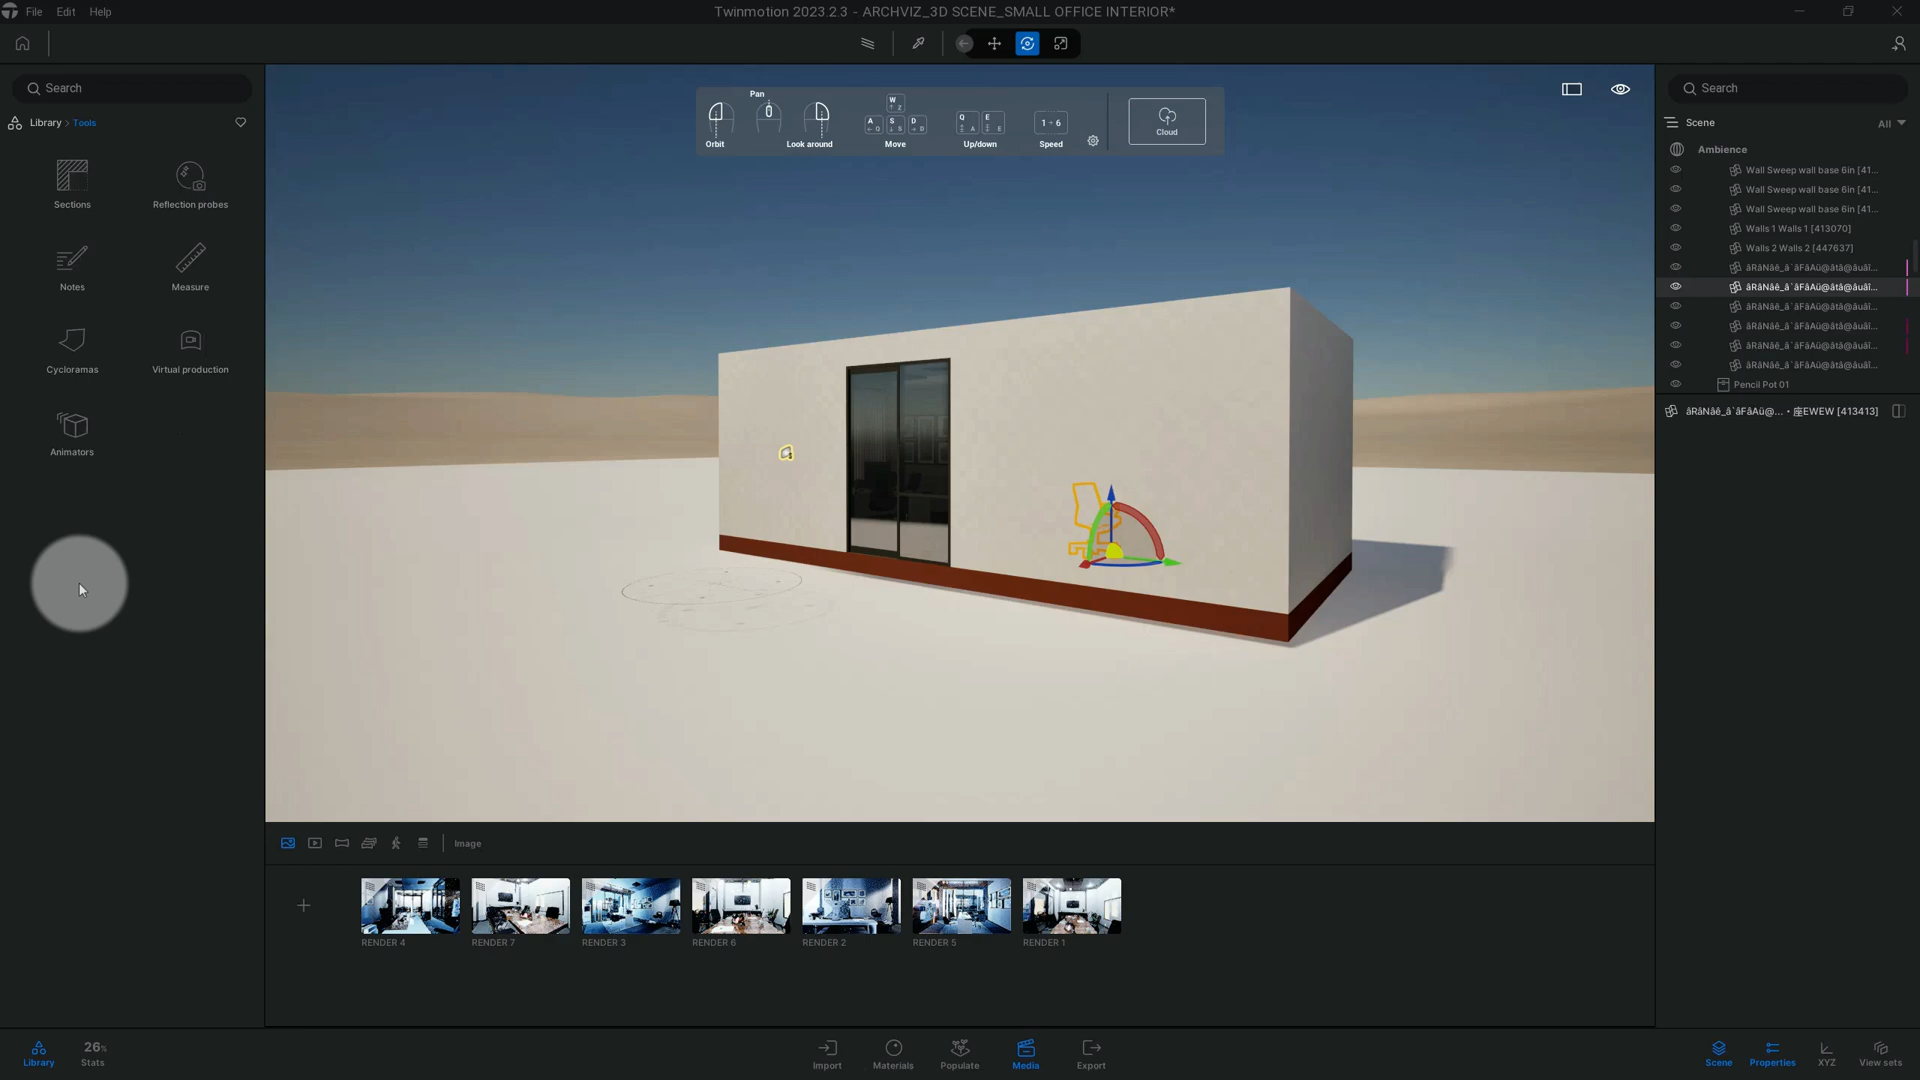 File Edit Help
Twinmotion 2023.2.3 - ARCHVIZ_3D SCENE_SMALL OFFICE INTERIOR*
Search
Library > Tools
Sections
Reflection probes
Notes
Measure
Cycloramas
Virtual production
Animators
Pan
Orbit
Look around
W
A S D
Move
Q E
Up/down
1 - 6
Speed
Cloud
Search
Scene
All
Ambience
Wall Sweep wall base 6in [41...
Wall Sweep wall base 6in [41...
Wall Sweep wall base 6in [41...
Walls 1 Walls 1 [413070]
Walls 2 Walls 2 [447637]
Pencil Pot 01
Image
RENDER 4
RENDER 7
RENDER 3
RENDER 6
RENDER 2
RENDER 5
RENDER 1
Library
26%
Stats
Import
Materials
Populate
Media
Export
Scene
Properties
XYZ
View sets